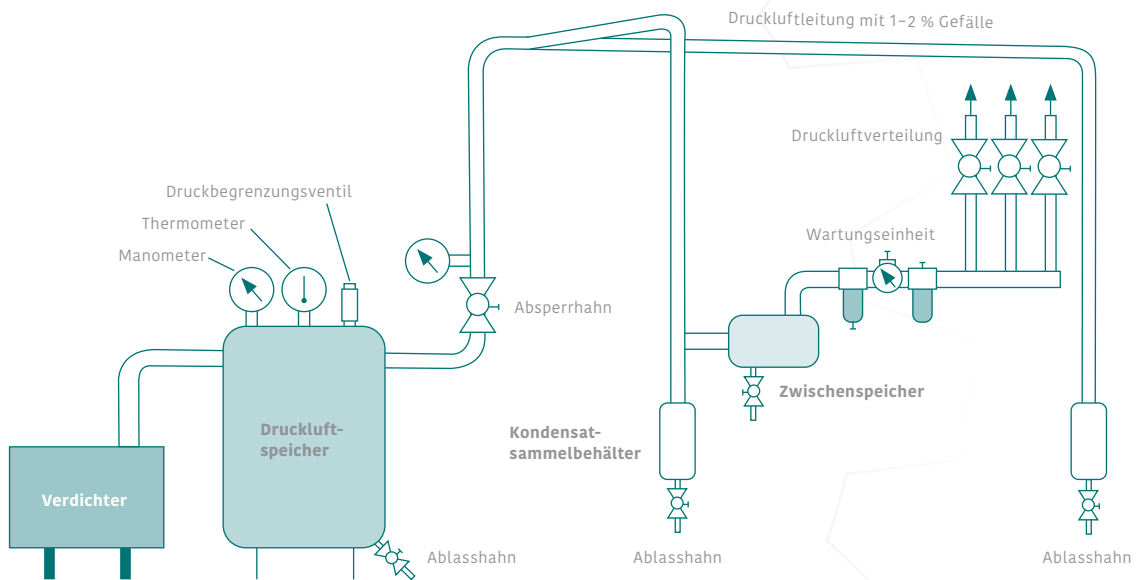 Druckluftleitung mit 1–2 % Gefälle
Druckluftverteilung
Druckbegrenzungsventil
Thermometer
Manometer
Wartungseinheit
Absperrhahn
Zwischenspeicher
Druckluft-
speicher
Kondensat-
sammelbehälter
Verdichter
Ablasshahn
Ablasshahn
Ablasshahn